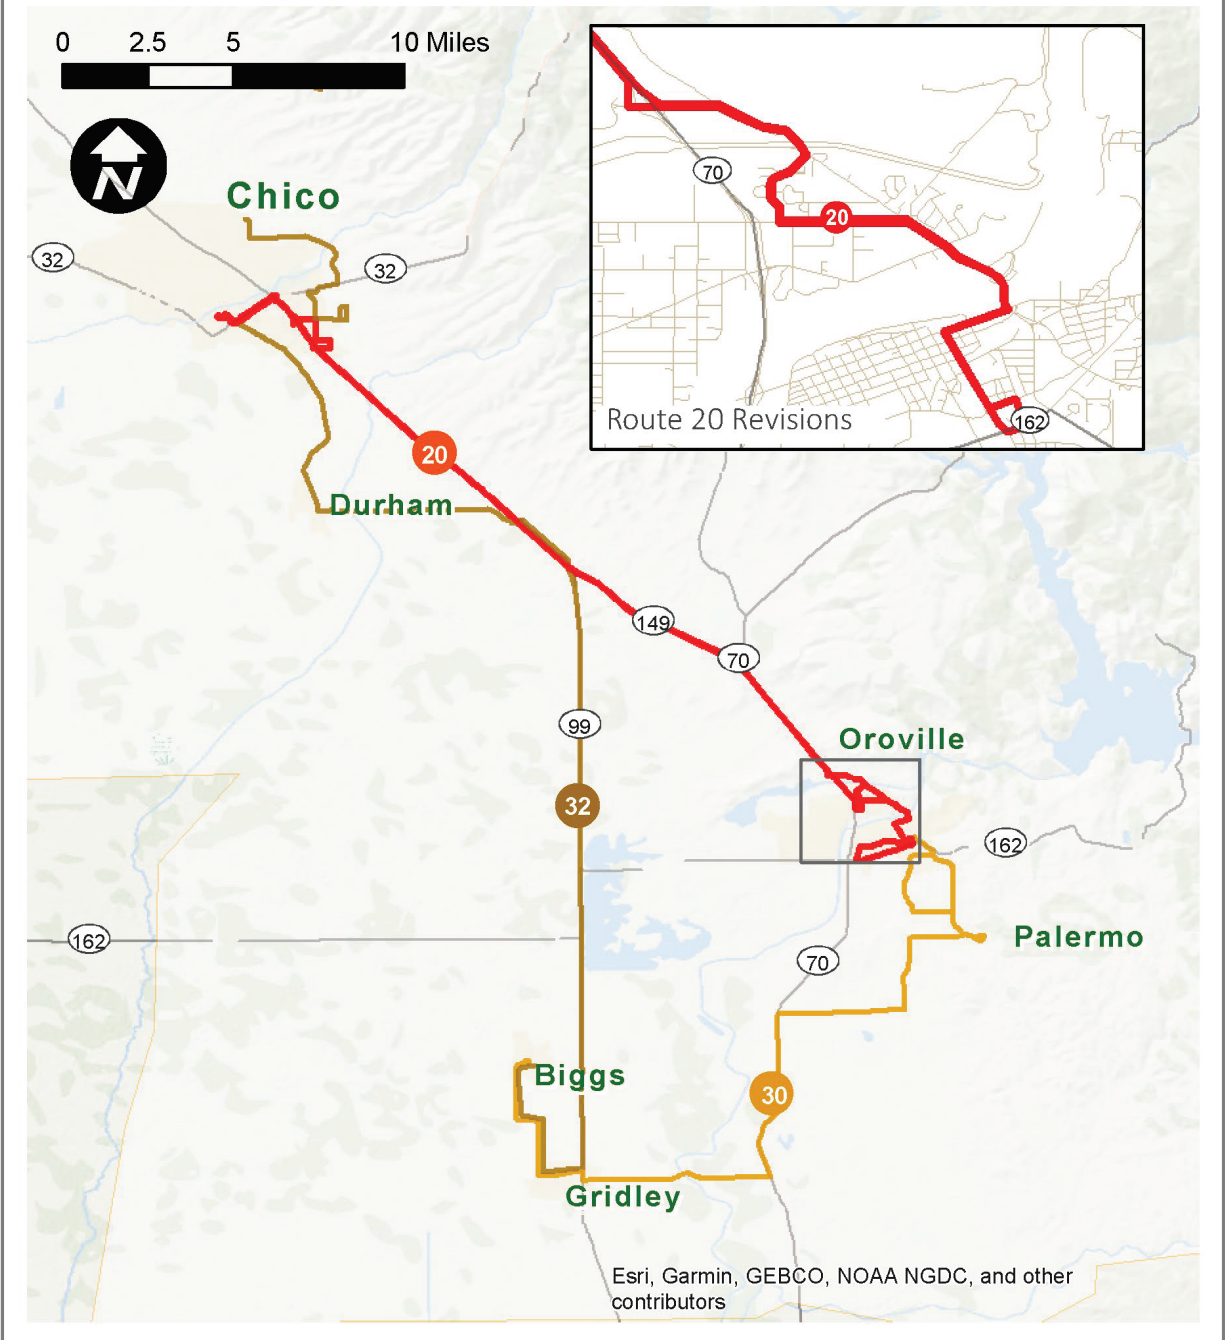 0 2.5 5 10 Miles
N
Chico
32
32
70
20
Route 20 Revisions
162
20
Durham
149
70
99
Oroville
32
162
162
Palermo
70
Biggs
30
Gridley
Esri, Garmin, GEBCO, NOAA NGDC, and other
contributors